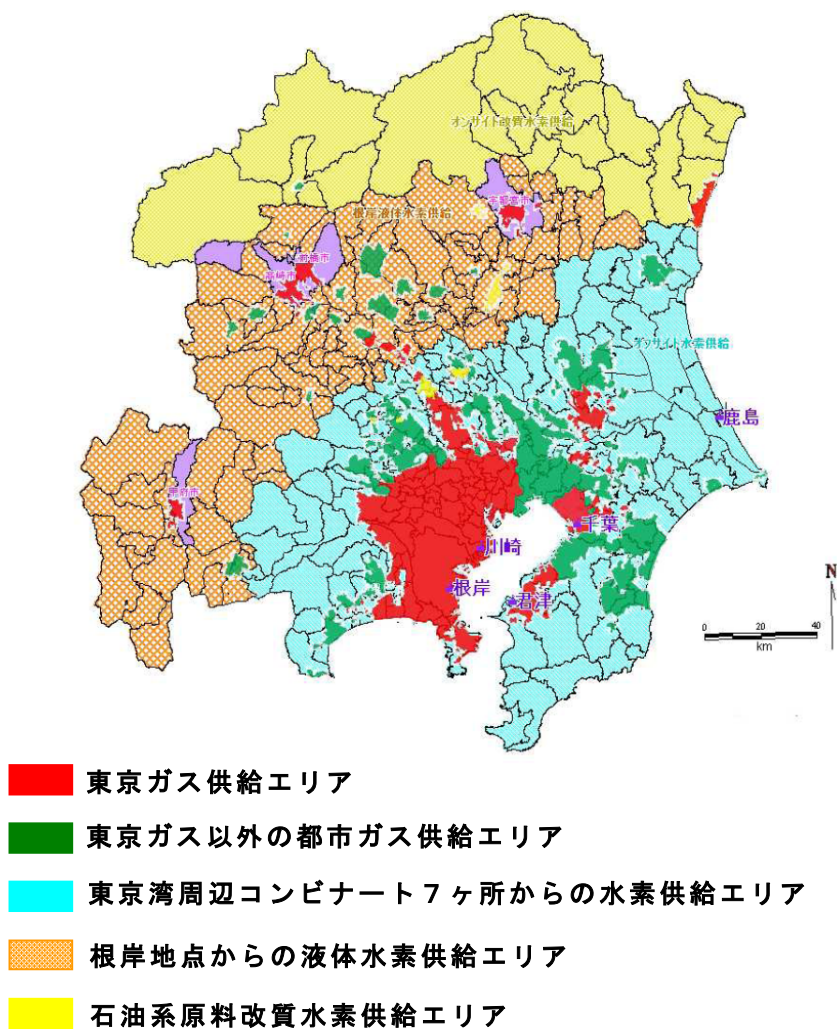 オンサイト改質水素供給
宇都宮市
根岸液体水素供給
前橋市
高崎市
オフサイト水素供給
鹿島
甲府市
千葉
川崎
根岸
君津
N
0 20 40
km
東京ガス供給エリア
東京ガス以外の都市ガス供給エリア
東京湾周辺コンビナート7ヶ所からの水素供給エリア
根岸地点からの液体水素供給エリア
石油系原料改質水素供給エリア